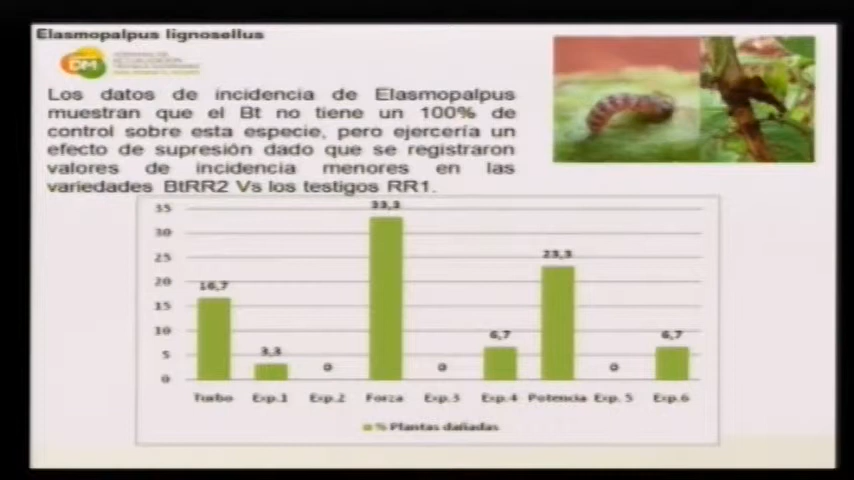 Elasmopalpus lignosellus
DM
JORNADAS DE
ACTUALIZACIÓN
Los datos de incidencia de Elasmopalpus
muestran que el Bt no tiene un 100% de
control sobre esta especie, pero ejercería un
efecto de supresión dado que se registraron
valores de incidencia menores en las
variedades BtRR2 Vs los testigos RR1.
35
30
25
20
15
10
5
0
16,7
3,3
0
33,3
0
6,7
23,3
0
6,7
Turbo Exp.1 Exp.2 Forza Exp.3 Exp.4 Potencia Exp. 5 Exp.6
% Plantas dañadas